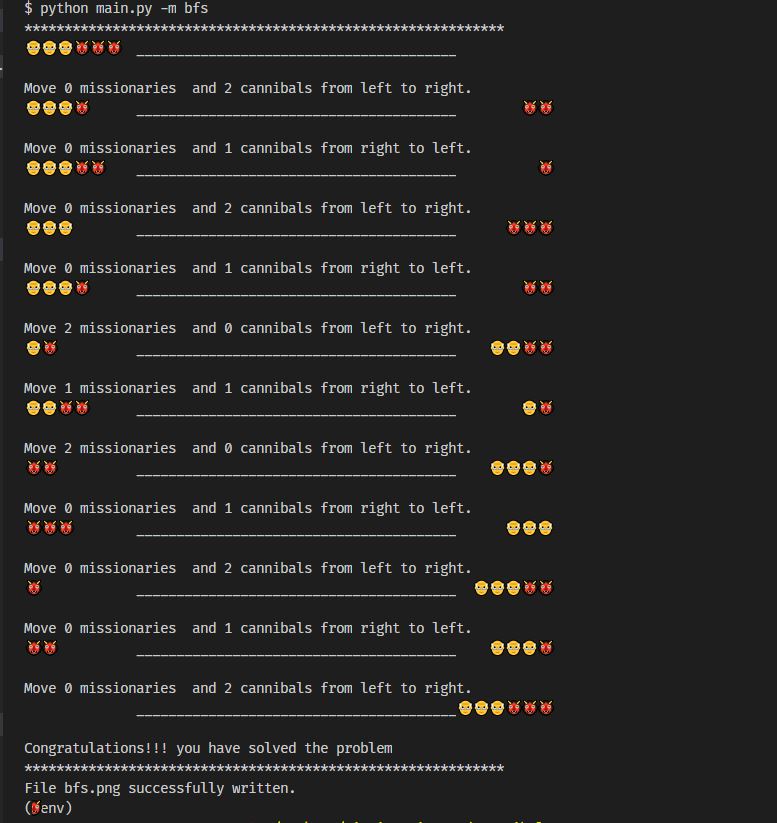 $ python main.py -m bfs
************************************************************
👴👴👴👹👹👹 ________________________________________
Move 0 missionaries  and 2 cannibals from left to right.
👴👴👴👹 ________________________________________ 👹👹
Move 0 missionaries  and 1 cannibals from right to left.
👴👴👴👹👹 ________________________________________ 👹
Move 0 missionaries  and 2 cannibals from left to right.
👴👴👴 ________________________________________ 👹👹👹
Move 0 missionaries  and 1 cannibals from right to left.
👴👴👴👹 ________________________________________ 👹👹
Move 2 missionaries  and 0 cannibals from left to right.
👴👹 ________________________________________ 👴👴👹👹
Move 1 missionaries  and 1 cannibals from right to left.
👴👴👹👹 ________________________________________ 👴👹
Move 2 missionaries  and 0 cannibals from left to right.
👹👹 ________________________________________ 👴👴👴👹
Move 0 missionaries  and 1 cannibals from right to left.
👹👹👹 ________________________________________ 👴👴👴
Move 0 missionaries  and 2 cannibals from left to right.
👹 ________________________________________ 👴👴👴👹👹
Move 0 missionaries  and 1 cannibals from right to left.
👹👹 ________________________________________ 👴👴👴👹
Move 0 missionaries  and 2 cannibals from left to right.
________________________________________👴👴👴👹👹👹
Congratulations!!! you have solved the problem
************************************************************
File bfs.png successfully written.
(👹env)